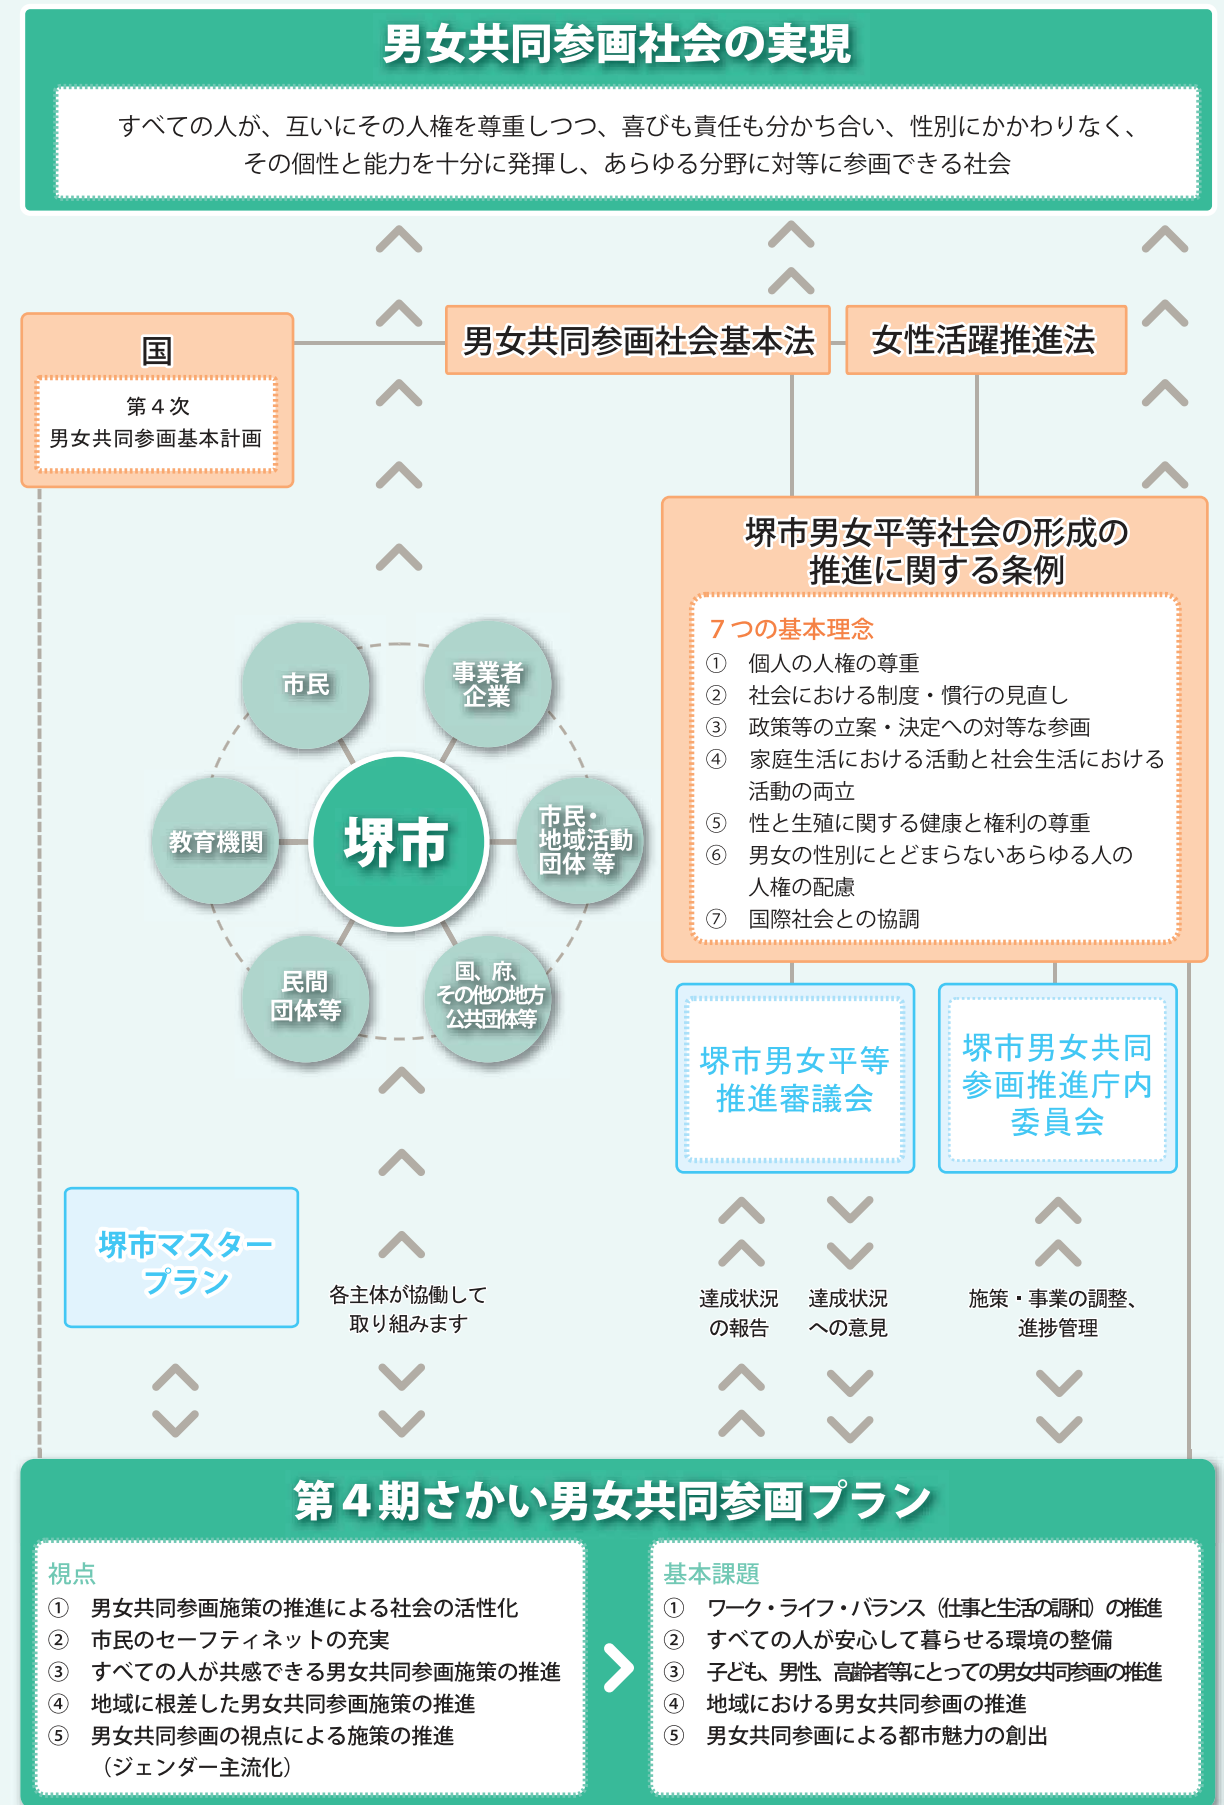 男女共同参画社会の実現
すべての人が、互いにその人権を尊重しつつ、喜びも責任も分かち合い、性別にかかわりなく、
その個性と能力を十分に発揮し、あらゆる分野に対等に参画できる社会
国
第４次
男女共同参画基本計画
男女共同参画社会基本法
女性活躍推進法
堺市男女平等社会の形成の
推進に関する条例
７つの基本理念
① 個人の人権の尊重
② 社会における制度・慣行の見直し
③ 政策等の立案・決定への対等な参画
④ 家庭生活における活動と社会生活における
活動の両立
⑤ 性と生殖に関する健康と権利の尊重
⑥ 男女の性別にとどまらないあらゆる人の
人権の配慮
⑦ 国際社会との協調
市民
事業者
企業
教育機関
堺市
市民・
地域活動
団体 等
民間
団体等
国、府、
その他の地方
公共団体等
堺市男女平等
推進審議会
堺市男女共同
参画推進庁内
委員会
堺市マスター
プラン
各主体が協働して
取り組みます
達成状況
の報告
達成状況
への意見
施策・事業の調整、
進捗管理
第４期さかい男女共同参画プラン
視点
① 男女共同参画施策の推進による社会の活性化
② 市民のセーフティネットの充実
③ すべての人が共感できる男女共同参画施策の推進
④ 地域に根差した男女共同参画施策の推進
⑤ 男女共同参画の視点による施策の推進
（ジェンダー主流化）
基本課題
① ワーク・ライフ・バランス（仕事と生活の調和）の推進
② すべての人が安心して暮らせる環境の整備
③ 子ども、男性、高齢者等にとっての男女共同参画の推進
④ 地域における男女共同参画の推進
⑤ 男女共同参画による都市魅力の創出